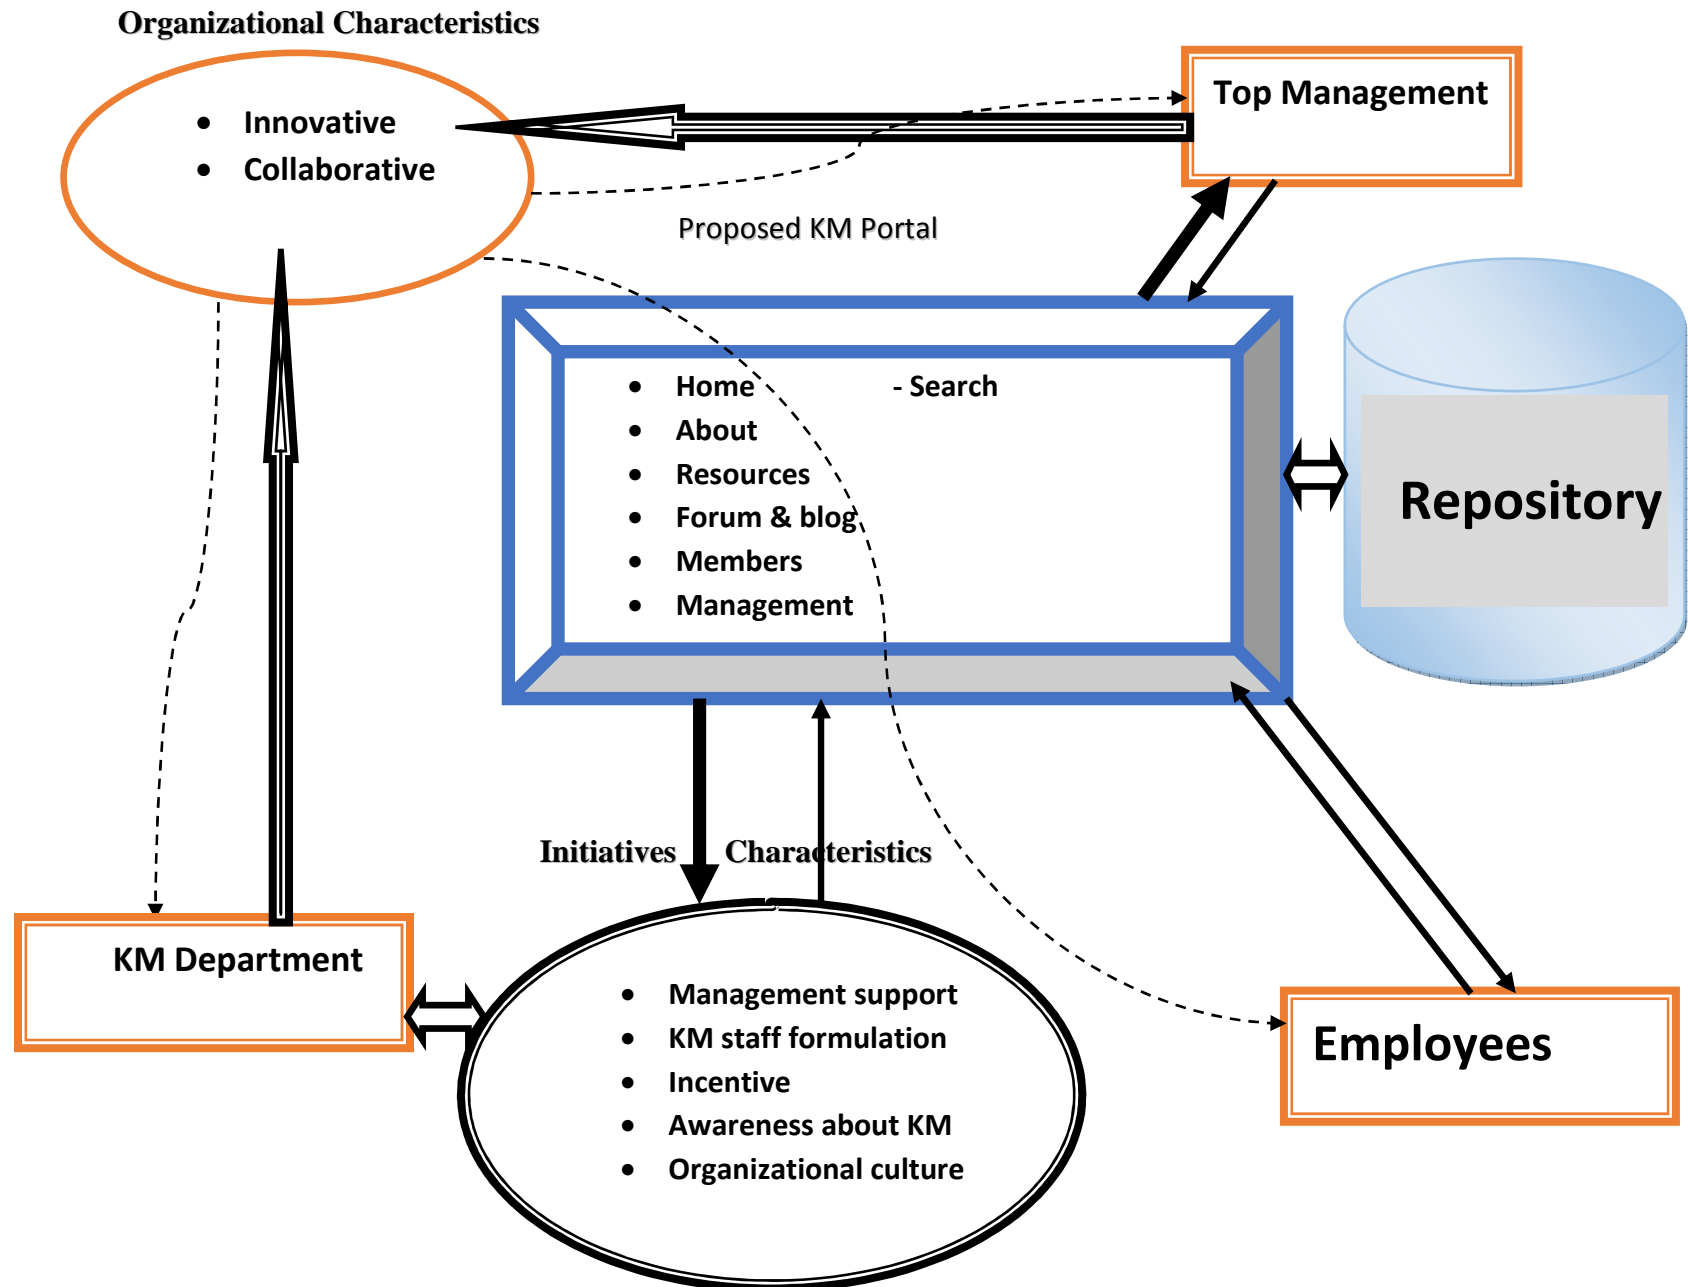 Organizational Characteristics
• Innovative
• Collaborative
Top Management
Proposed KM Portal
• Home - Search
• About
• Resources
• Forum & blog
• Members
• Management
Repository
Initiatives Characteristics
KM Department
• Management support
• KM staff formulation
• Incentive
• Awareness about KM
• Organizational culture
Employees